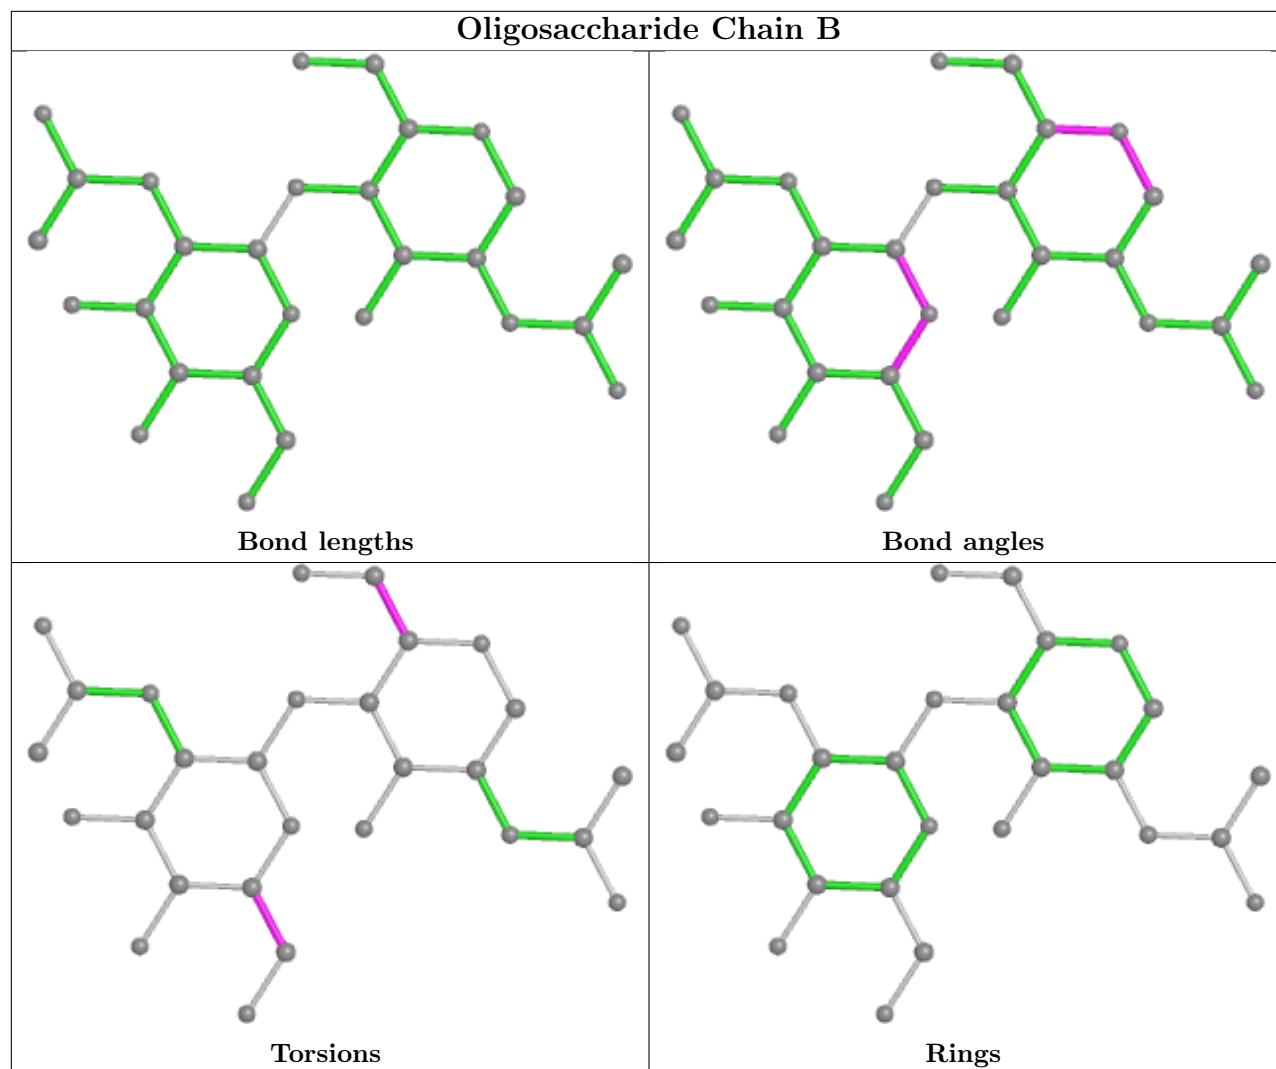 Oligosaccharide Chain B
Bond lengths
Bond angles
Torsions
Rings